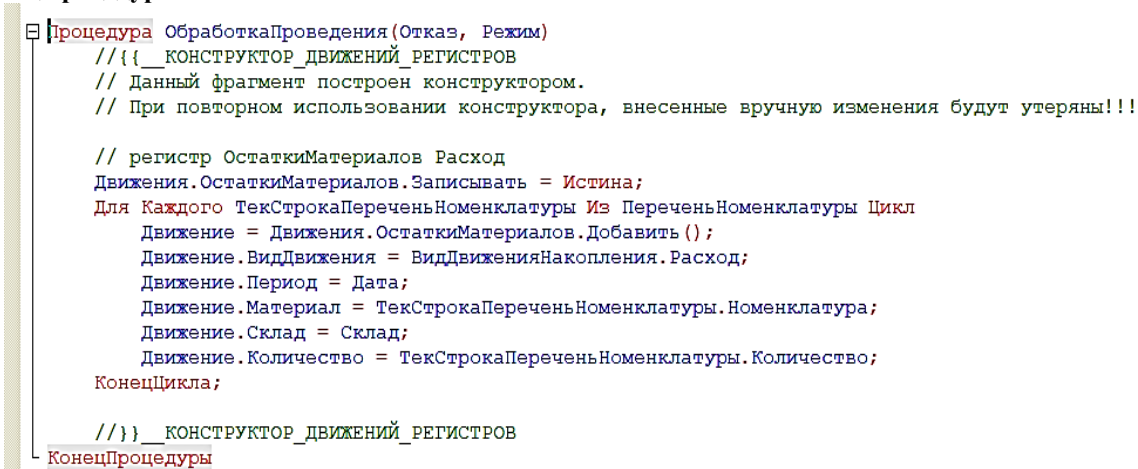 Процедура ОбработкаПроведения(Отказ, Режим)
//{{__КОНСТРУКТОР_ДВИЖЕНИЙ_РЕГИСТРОВ
// Данный фрагмент построен конструктором.
// При повторном использовании конструктора, внесенные вручную изменения будут утеряны!!!
// регистр ОстаткиМатериалов Расход
Движения.ОстаткиМатериалов.Записывать = Истина;
Для Каждого ТекСтрокаПереченьНоменклатуры Из ПереченьНоменклатуры Цикл
Движение = Движения.ОстаткиМатериалов.Добавить();
Движение.ВидДвижения = ВидДвиженияНакопления.Расход;
Движение.Период = Дата;
Движение.Материал = ТекСтрокаПереченьНоменклатуры.Номенклатура;
Движение.Склад = Склад;
Движение.Количество = ТекСтрокаПереченьНоменклатуры.Количество;
КонецЦикла;
//}}__КОНСТРУКТОР_ДВИЖЕНИЙ_РЕГИСТРОВ
КонецПроцедуры